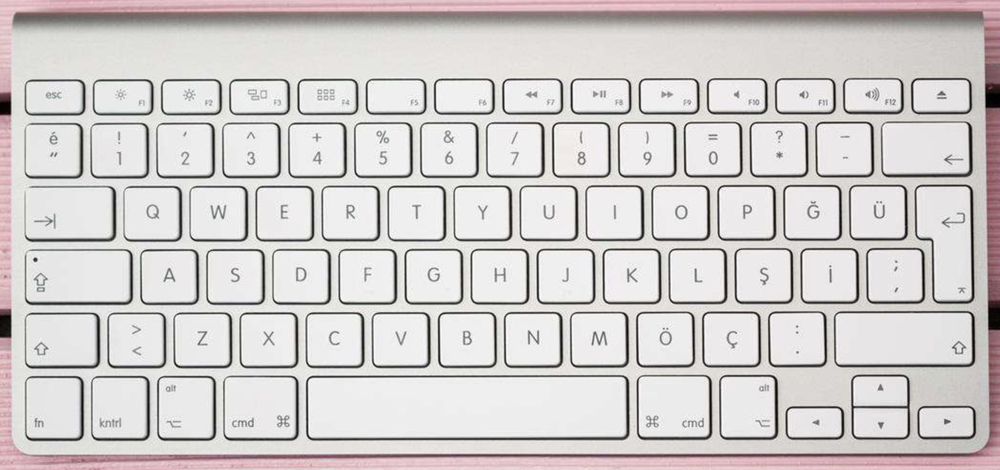 esc F1 F2 F3 F4 F5 F6 F7 F8 F9 F10 F11 F12
é ! ' ^ + % & / ( ) = ? _
" 1 2 3 4 5 6 7 8 9 0 * -
Q W E R T Y U I O P Ğ Ü
A S D F G H J K L Ş İ ; ,
> < Z X C V B N M Ö Ç : .
alt alt
fn kntrl cmd ⌘ ⌘ cmd